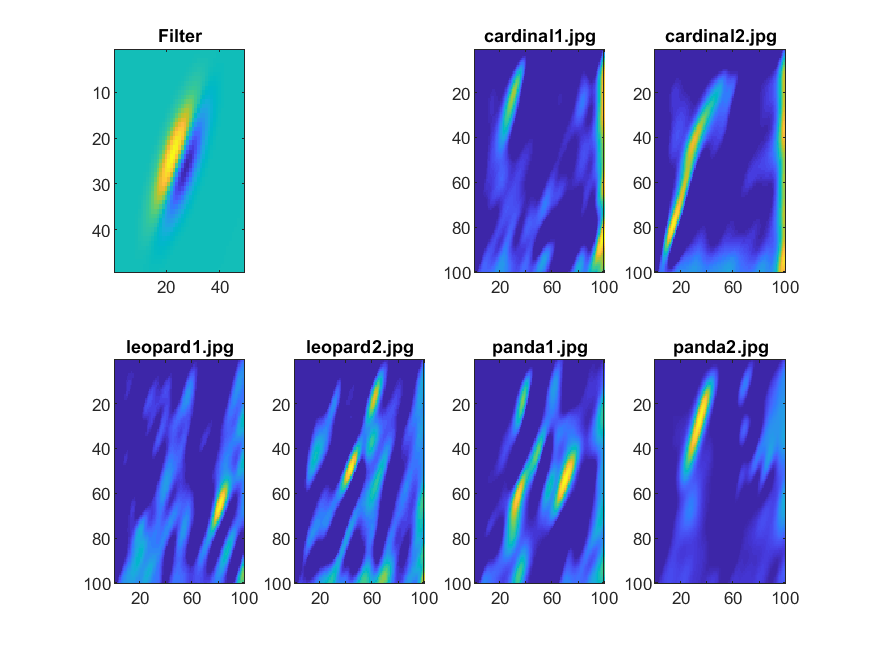 Filter cardinal1.jpg cardinal2.jpg
10 20 20
20 40 40
30 60 60
40 80 80
100 100
20 40 20 60 100 20 60 100
leopard1.jpg leopard2.jpg panda1.jpg panda2.jpg
20 20 20 20
40 40 40 40
60 60 60 60
80 80 80 80
100 100 100 100
20 60 100 20 60 100 20 60 100 20 60 100